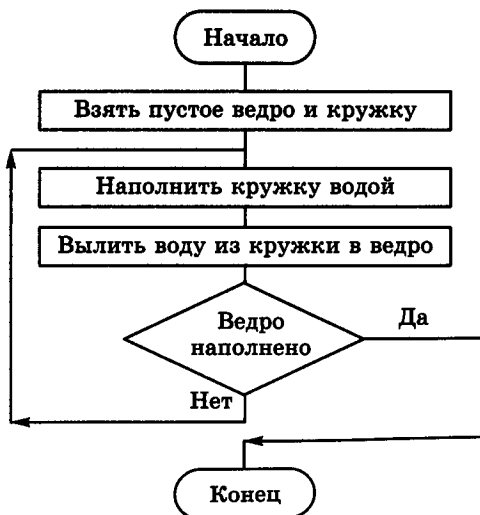 Начало
Взять пустое ведро и кружку
Наполнить кружку водой
Вылить воду из кружки в ведро
Ведро
наполнено
Да
Нет
Конец